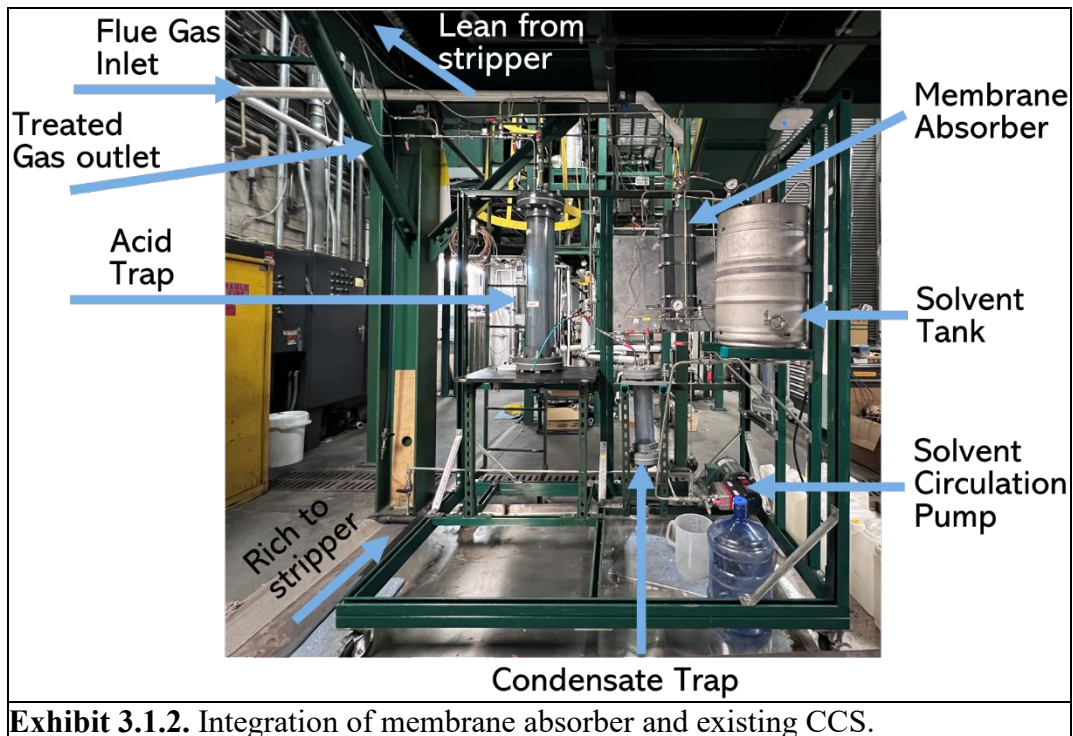 Flue Gas
Inlet
Lean from
stripper
Treated
Gas outlet
Membrane
Absorber
Acid
Trap
Solvent
Tank
Solvent
Circulation
Pump
Rich to
stripper
Condensate Trap
Exhibit 3.1.2. Integration of membrane absorber and existing CCS.